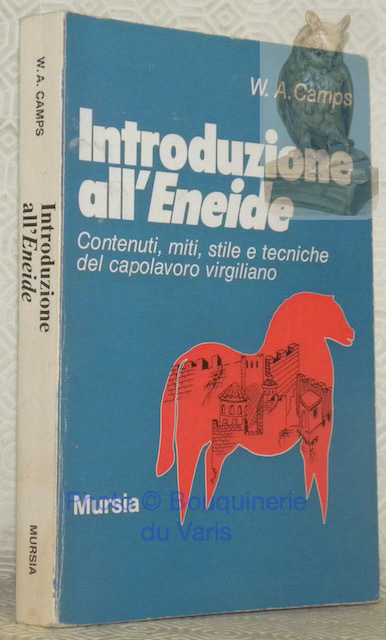 W. A. CAMPS
Introduzione
all'Eneide
MURSIA
W. A. Camps
Introduzione
all'Eneide
Contenuti, miti, stile e tecniche
del capolavoro virgiliano
Mursia
Photo © Bouquinerie
du Varis